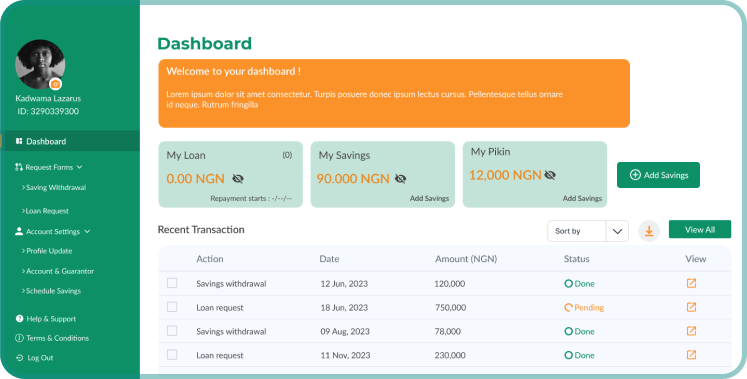 Kadwama Lazarus
ID: 3290339300
Dashboard
Request Forms
Saving Withdrawal
Loan Request
Account Settings
Profile Update
Account & Guarantor
Schedule Savings
Help & Support
Terms & Conditions
Log Out
Dashboard
Welcome to your dashboard !
Lorem ipsum dolor sit amet consectetur. Turpis posuere donec ipsum lectus cursus. Pellentesque tellus ornare
id neque. Rutrum fringilla
My Loan (0)
0.00 NGN
Repayment starts : -/--/--
My Savings
90.000 NGN
Add Savings
My Pikin
12,000 NGN
Add Savings
Add Savings
Recent Transaction
Sort by
View All
Action Date Amount (NGN) Status View
Savings withdrawal 12 Jun, 2023 120,000 Done
Loan request 18 Jun, 2023 750,000 Pending
Savings withdrawal 09 Aug, 2023 78,000 Done
Loan request 11 Nov, 2023 230,000 Done